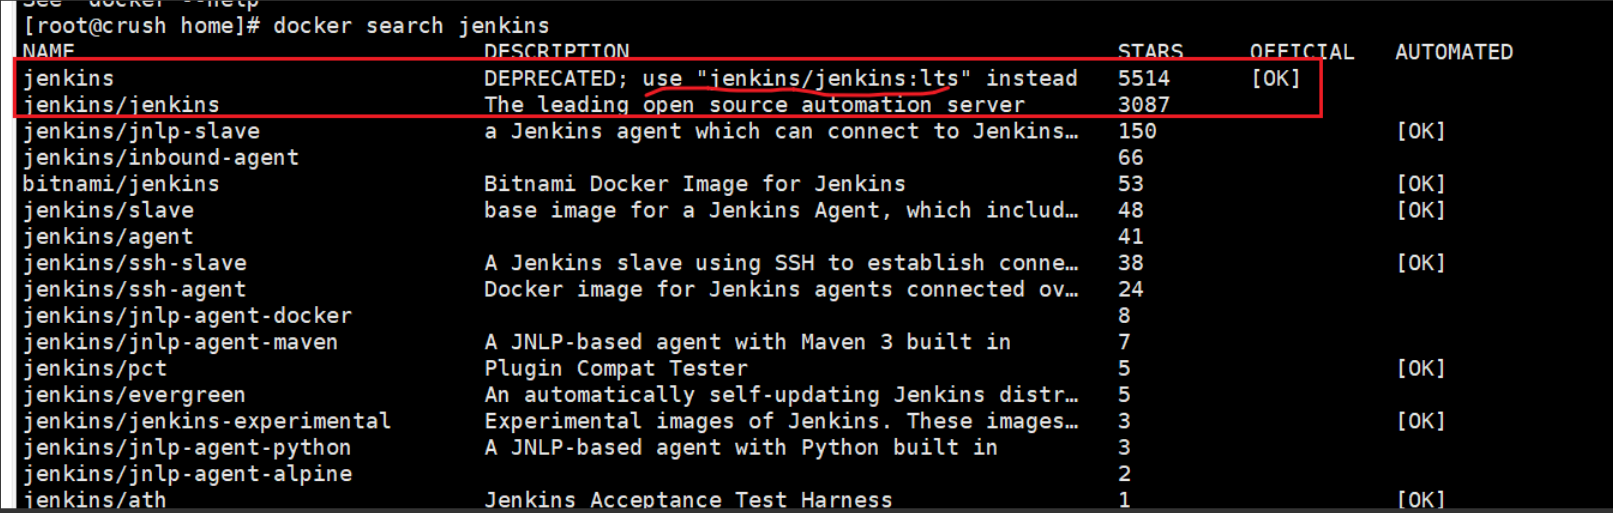 See 'docker --help'
[root@crush home]# docker search jenkins
NAME DESCRIPTION STARS OFFICIAL AUTOMATED
jenkins DEPRECATED; use "jenkins/jenkins:lts" instead 5514 [OK]
jenkins/jenkins The leading open source automation server 3087
jenkins/jnlp-slave a Jenkins agent which can connect to Jenkins… 150 [OK]
jenkins/inbound-agent 66
bitnami/jenkins Bitnami Docker Image for Jenkins 53 [OK]
jenkins/slave base image for a Jenkins Agent, which includ… 48 [OK]
jenkins/agent 41
jenkins/ssh-slave A Jenkins slave using SSH to establish conne… 38 [OK]
jenkins/ssh-agent Docker image for Jenkins agents connected ov… 24
jenkins/jnlp-agent-docker 8
jenkins/jnlp-agent-maven A JNLP-based agent with Maven 3 built in 7
jenkins/pct Plugin Compat Tester 5 [OK]
jenkins/evergreen An automatically self-updating Jenkins distr… 5
jenkins/jenkins-experimental Experimental images of Jenkins. These images… 3 [OK]
jenkins/jnlp-agent-python A JNLP-based agent with Python built in 3
jenkins/jnlp-agent-alpine 2
jenkins/ath Jenkins Acceptance Test Harness 1 [OK]